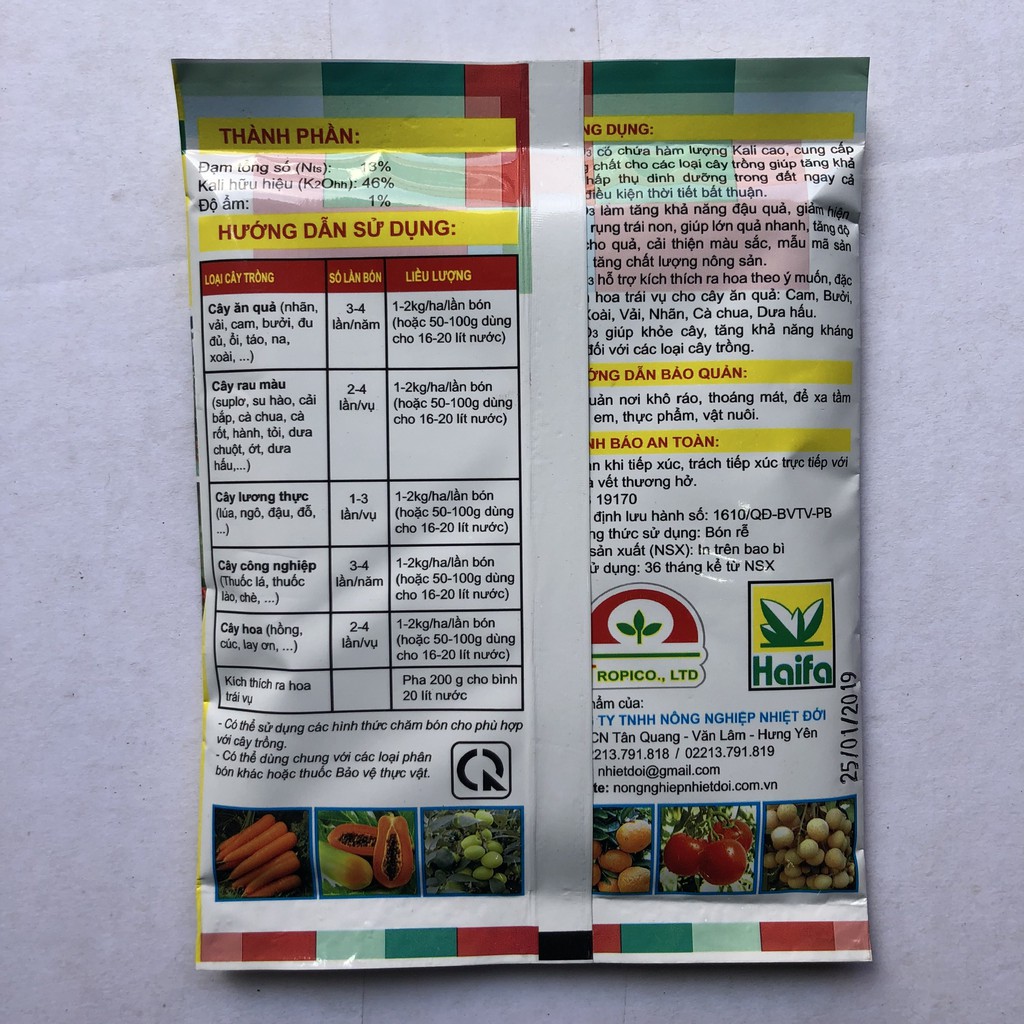 THÀNH PHẦN:
Đạm tổng số (Nts): 13%
Kali hữu hiệu (K2Ohh): 46%
Độ ẩm: 1%
HƯỚNG DẪN SỬ DỤNG:
LOẠI CÂY TRỒNG SỐ LẦN BÓN LIỀU LƯỢNG
Cây ăn quả (nhãn, vải, cam, bưởi, đu đủ, ổi, táo, na, xoài, ...) 3-4 lần/năm 1-2kg/ha/lần bón (hoặc 50-100g dùng cho 16-20 lít nước)
Cây rau màu (suplơ, su hào, cải bắp, cà chua, cà rốt, hành, tỏi, dưa chuột, ớt, dưa hấu,...) 2-4 lần/vụ 1-2kg/ha/lần bón (hoặc 50-100g dùng cho 16-20 lít nước)
Cây lương thực (lúa, ngô, đậu, đỗ, ...) 1-3 lần/vụ 1-2kg/ha/lần bón (hoặc 50-100g dùng cho 16-20 lít nước)
Cây công nghiệp (Thuốc lá, thuốc lào, chè, ...) 3-4 lần/năm 1-2kg/ha/lần bón (hoặc 50-100g dùng cho 16-20 lít nước)
Cây hoa (hồng, cúc, lay ơn, ...) 2-4 lần/vụ 1-2kg/ha/lần bón (hoặc 50-100g dùng cho 16-20 lít nước)
Kích thích ra hoa trái vụ Pha 200 g cho bình 20 lít nước
- Có thể sử dụng các hình thức chăm bón cho phù hợp
với cây trồng.
- Có thể dùng chung với các loại phân
bón khác hoặc thuốc Bảo vệ thực vật.
CR
NG DỤNG:
có chứa hàm lượng Kali cao, cung cấp
chất cho các loại cây trồng giúp tăng khả
hấp thụ dinh dưỡng trong đất ngay cả
điều kiện thời tiết bất thuận.
làm tăng khả năng đậu quả, giảm hiện
rụng trái non, giúp lớn quả nhanh, tăng độ
cho quả, cải thiện màu sắc, mẫu mã sản
tăng chất lượng nông sản.
hỗ trợ kích thích ra hoa theo ý muốn, đặc
hoa trái vụ cho cây ăn quả: Cam, Bưởi,
Xoài, Vải, Nhãn, Cà chua, Dưa hấu.
giúp khỏe cây, tăng khả năng kháng
đối với các loại cây trồng.
ỚNG DẪN BẢO QUẢN:
uản nơi khô ráo, thoáng mát, để xa tầm
em, thực phẩm, vật nuôi.
NH BÁO AN TOÀN:
khi tiếp xúc, trách tiếp xúc trực tiếp với
vết thương hở.
19170
định lưu hành số: 1610/QĐ-BVTV-PB
thức sử dụng: Bón rễ
sản xuất (NSX): In trên bao bì
dụng: 36 tháng kể từ NSX
TROPICO., LTD
Haifa
25/01/2019
phẩm của:
TY TNHH NÔNG NGHIỆP NHIỆT ĐỚI
CN Tân Quang - Văn Lâm - Hưng Yên
2213.791.818 / 02213.791.819
nhietdoi@gmail.com
te: nongnghiepnhietdoi.com.vn